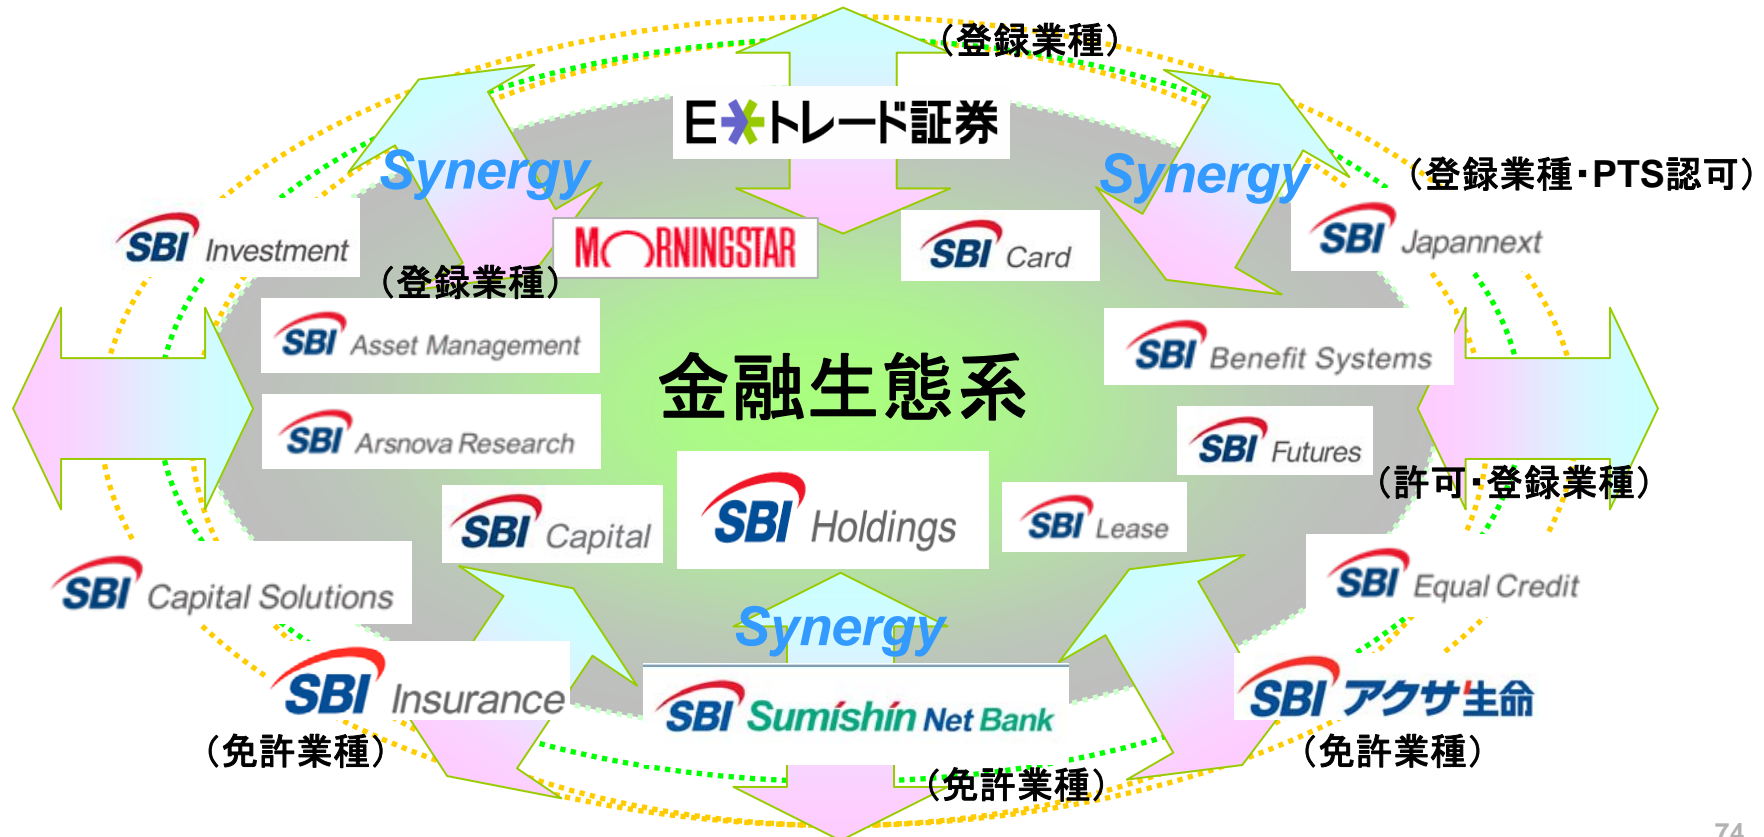 （登録業種）
E*トレード証券
Synergy
Synergy
（登録業種・PTS認可）
SBI Investment
MORNINGSTAR
SBI Card
SBI Japannext
（登録業種）
SBI Asset Management
SBI Benefit Systems
金融生態系
SBI Arsnova Research
SBI Futures
（許可・登録業種）
SBI Capital
SBI Holdings
SBI Lease
SBI Capital Solutions
SBI Equal Credit
Synergy
SBI Insurance
SBI Sumishin Net Bank
SBI アクサ生命
（免許業種）
（免許業種）
（免許業種）
74